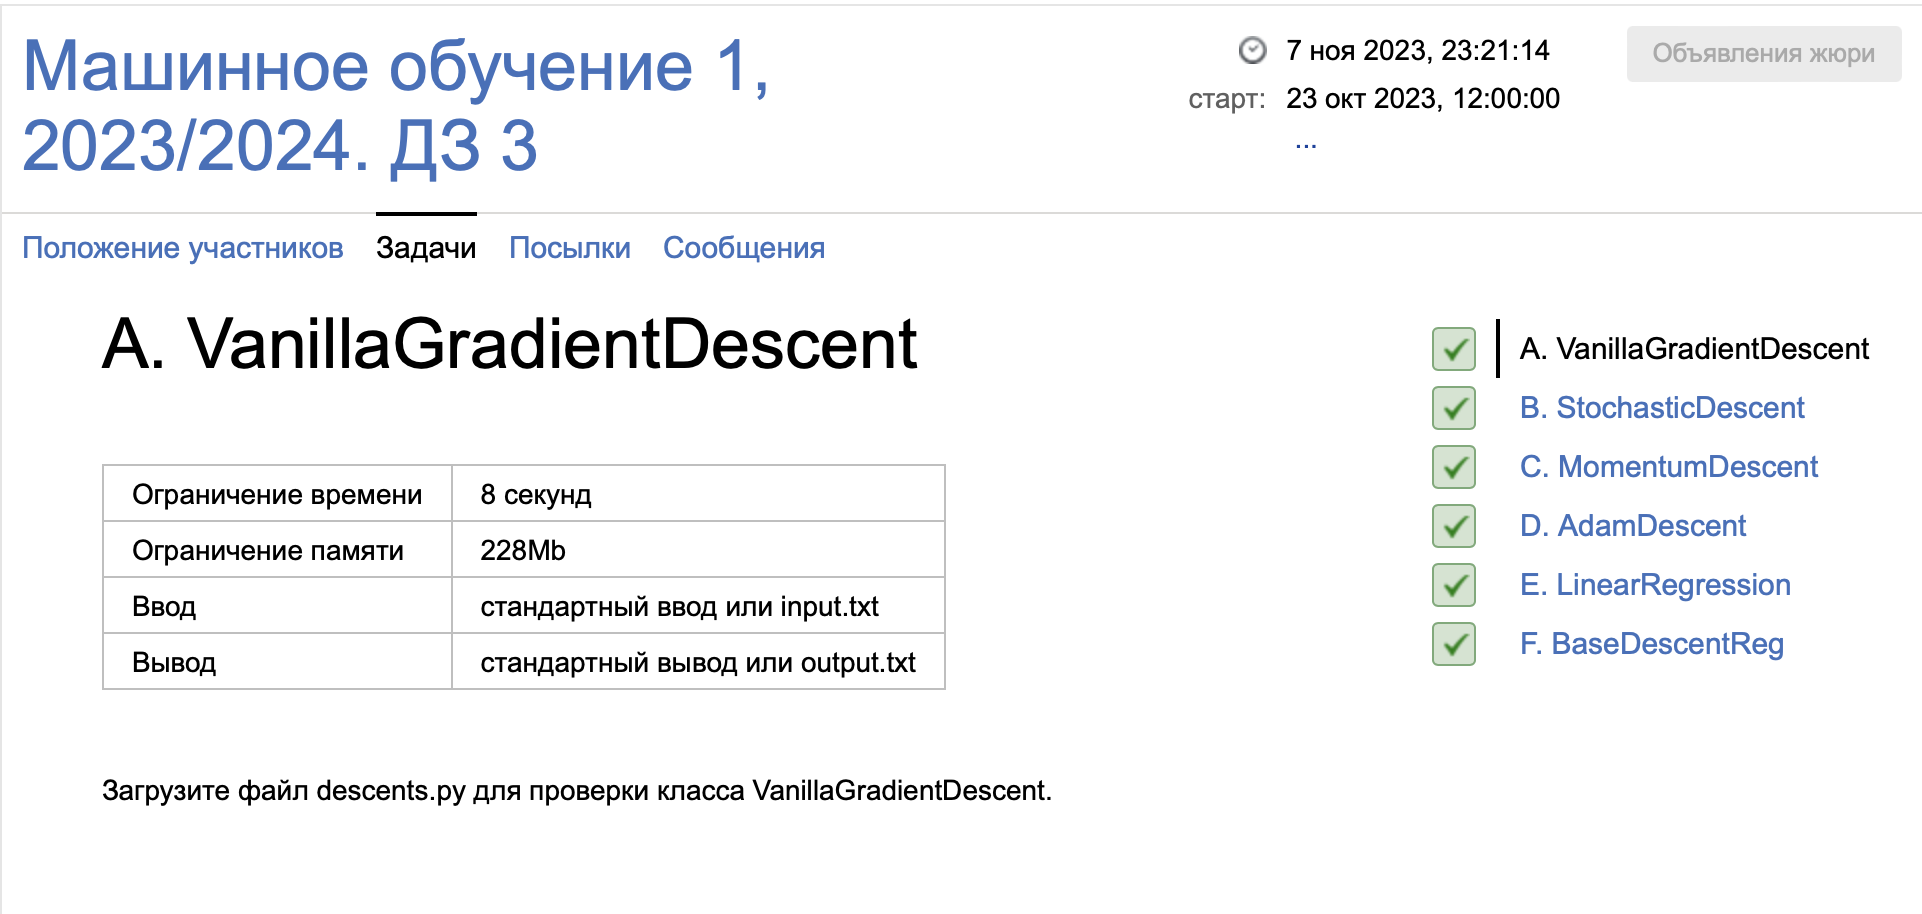 Машинное обучение 1,
2023/2024. ДЗ 3
7 ноя 2023, 23:21:14
старт: 23 окт 2023, 12:00:00
...
Объявления жюри
Положение участников Задачи Посылки Сообщения
A. VanillaGradientDescent
Ограничение времени 8 секунд
Ограничение памяти 228Mb
Ввод стандартный ввод или input.txt
Вывод стандартный вывод или output.txt
Загрузите файл descents.py для проверки класса VanillaGradientDescent.
A. VanillaGradientDescent
B. StochasticDescent
C. MomentumDescent
D. AdamDescent
E. LinearRegression
F. BaseDescentReg